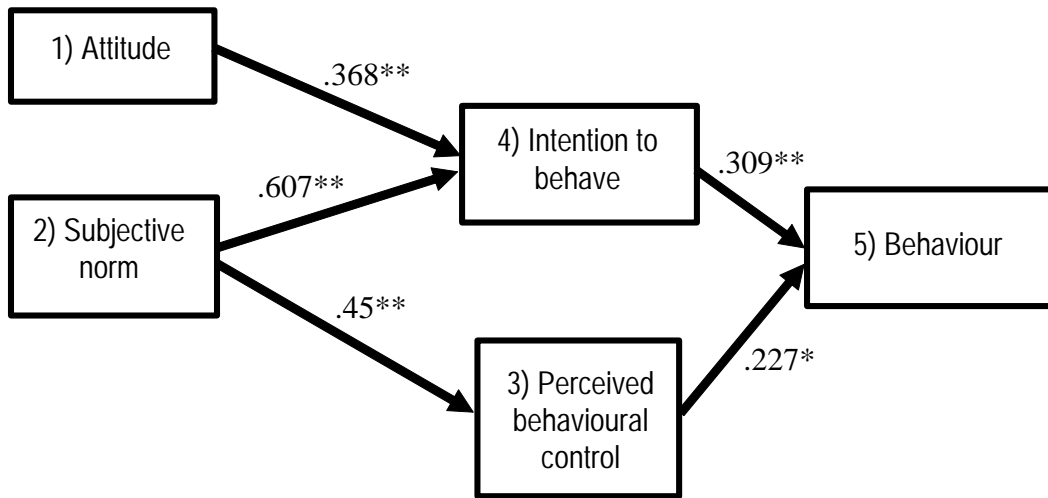 1) Attitude
.368**
4) Intention to
behave
.309**
.607**
2) Subjective
norm
5) Behaviour
.45**
3) Perceived
behavioural
control
.227*